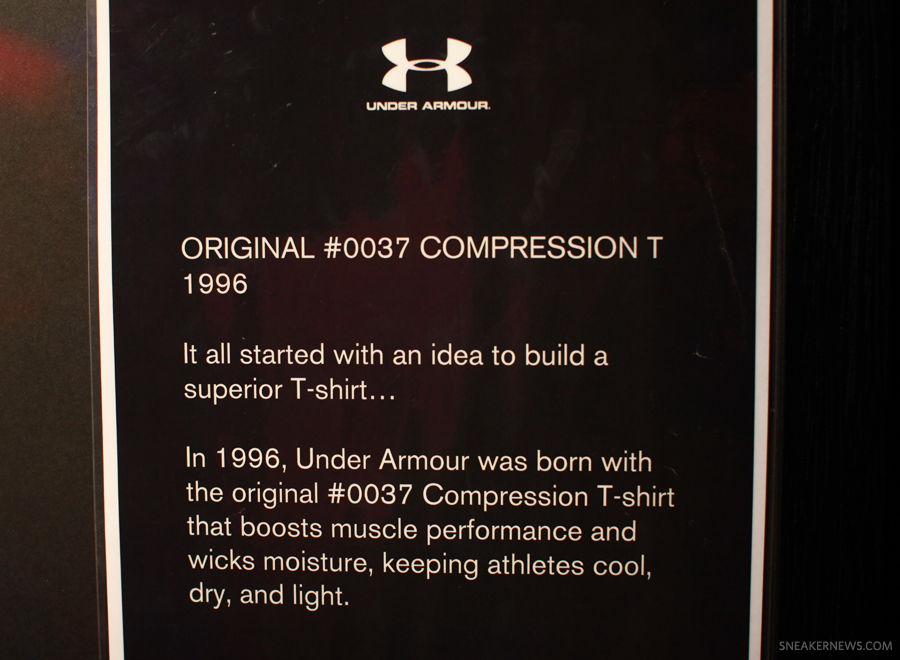 UNDER ARMOUR.
ORIGINAL #0037 COMPRESSION T
1996
It all started with an idea to build a
superior T-shirt...
In 1996, Under Armour was born with
the original #0037 Compression T-shirt
that boosts muscle performance and
wicks moisture, keeping athletes cool,
dry, and light.
SNEAKERNEWS.COM